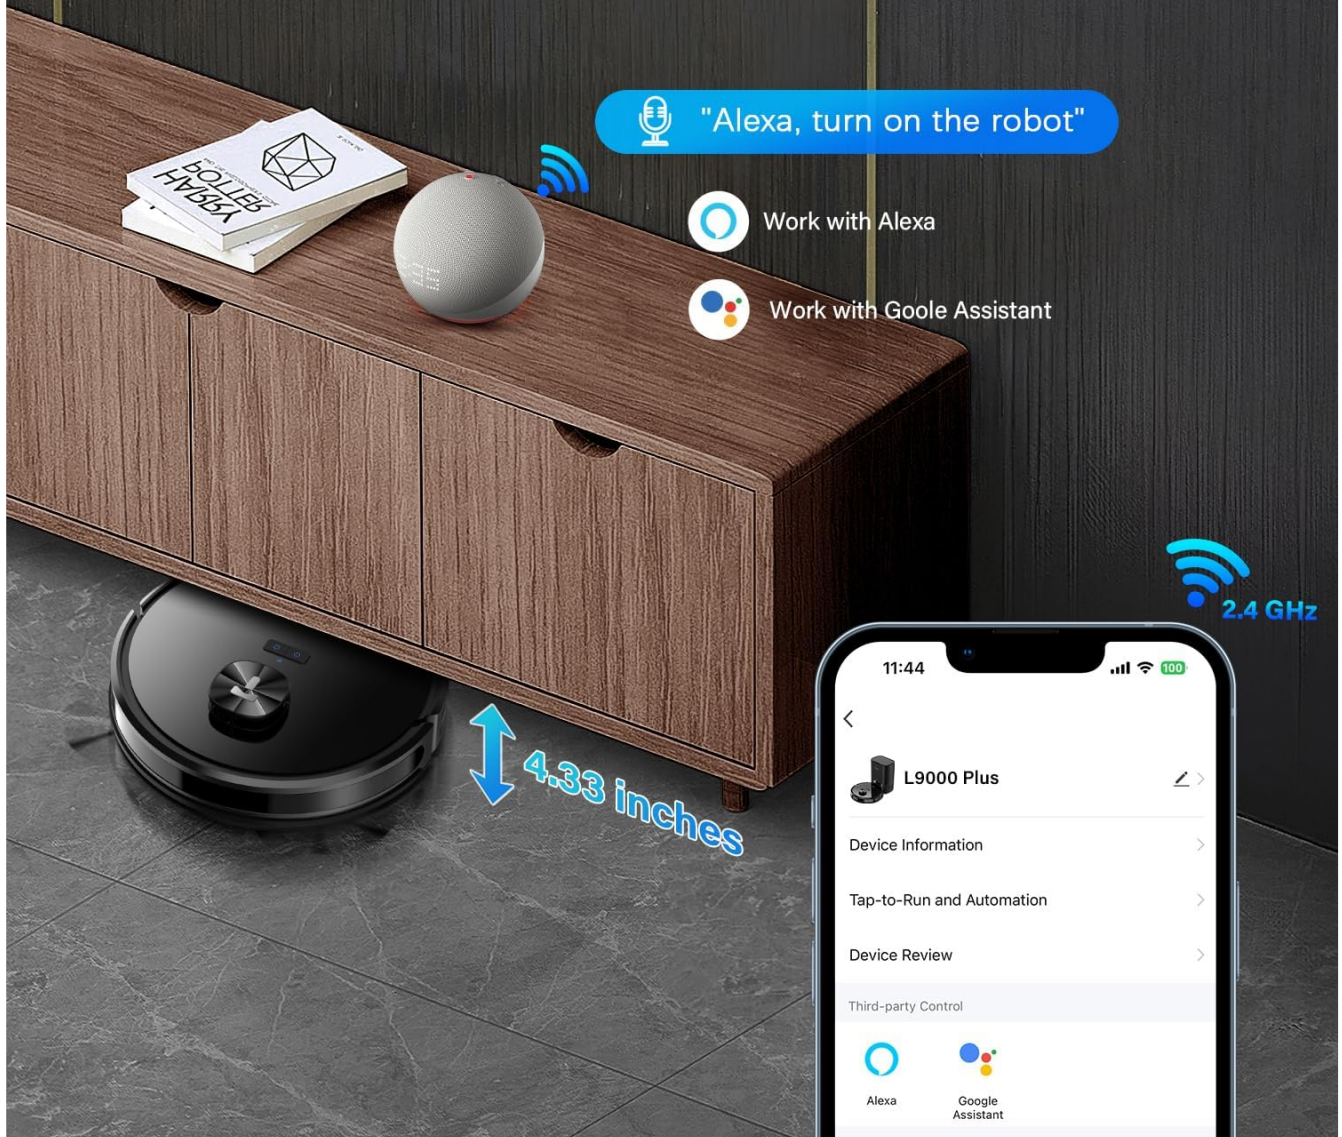 "Alexa, turn on the robot"
Work with Alexa
Work with Goole Assistant
HARRY
POTTER
4.33 inches
2.4 GHz
11:44
100
L9000 Plus
Device Information
Tap-to-Run and Automation
Device Review
Third-party Control
Alexa
Google
Assistant